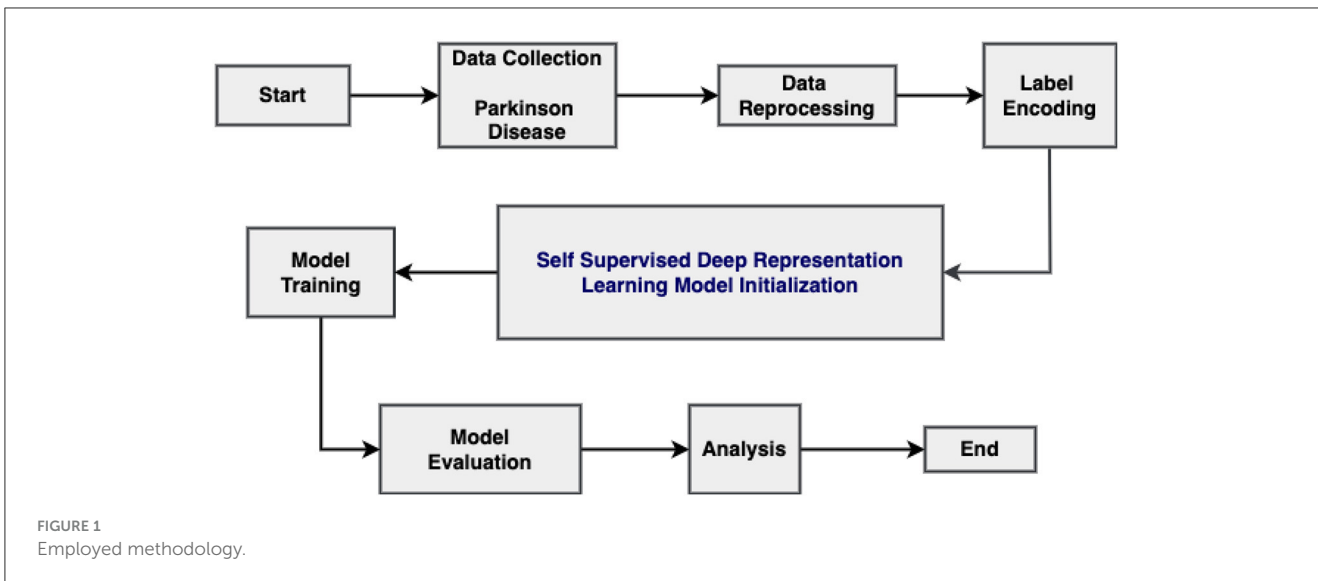 Start
Data Collection
Parkinson
Disease
Data
Reprocessing
Label
Encoding
Self Supervised Deep Representation
Learning Model Initialization
Model
Training
Model
Evaluation
Analysis
End
FIGURE 1
Employed methodology.